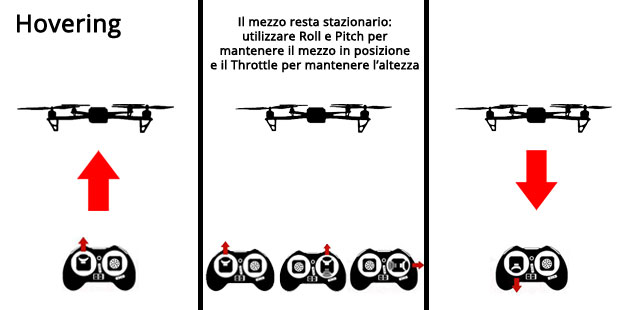 Hovering
Il mezzo resta stazionario:
utilizzare Roll e Pitch per
mantenere il mezzo in posizione
e il Throttle per mantenere l’altezza